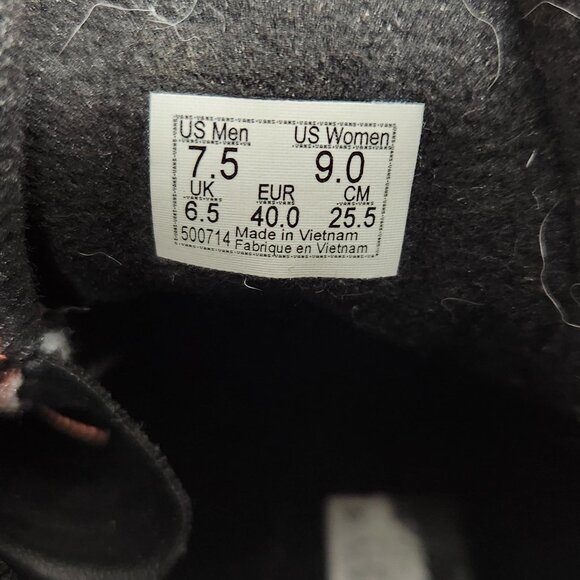 US Men US Women
7.5 9.0
UK EUR CM
6.5 40.0 25.5
500714 Made in Vietnam
Fabrique en Vietnam